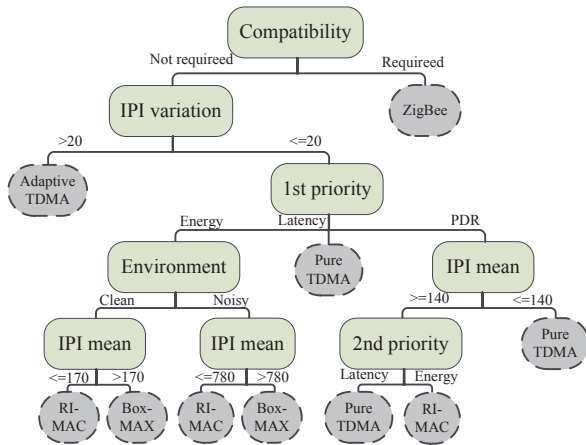 Compatibility
Not requireed
Requireed
IPI variation
ZigBee
>20
<=20
Adaptive
TDMA
1st priority
Energy
Latency
PDR
Environment
Pure
TDMA
IPI mean
Clean
Noisy
>=140
<=140
IPI mean
IPI mean
2nd priority
Pure
TDMA
<=170
>170
<=780
>780
Latency
Energy
RI-
MAC
Box-
MAX
RI-
MAC
Box-
MAX
Pure
TDMA
RI-
MAC